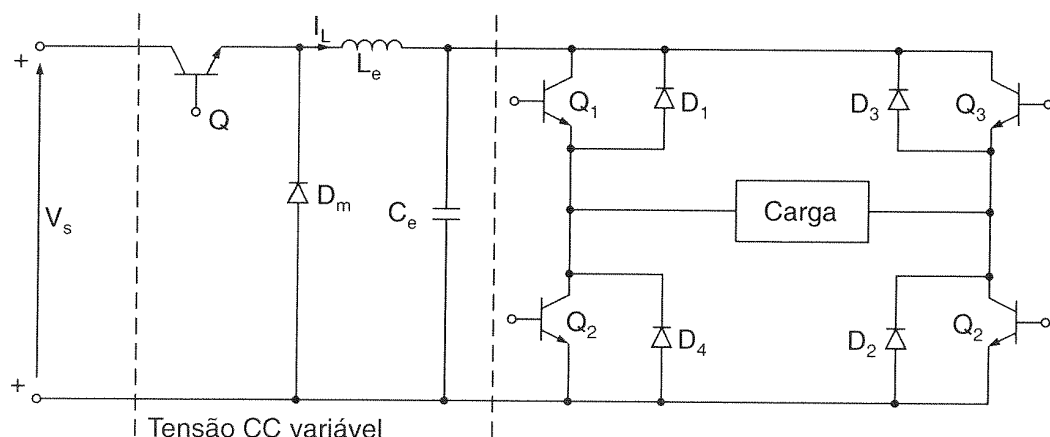 +
I_L
L_e
Q
V_s
D_m
C_e
Q_1
D_1
D_3
Q_3
Carga
Q_2
D_4
D_2
Q_2
+
Tensão CC variável